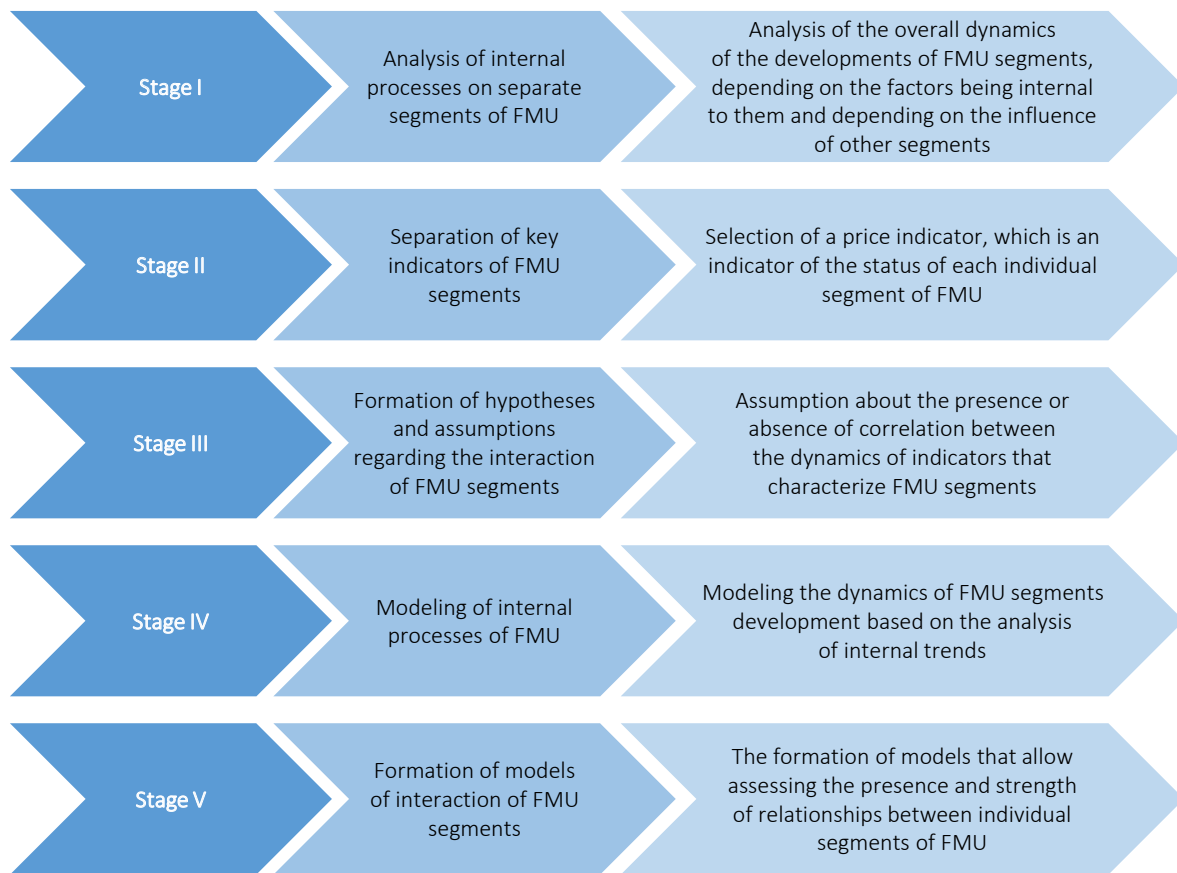 Stage I
Analysis of internal
processes on separate
segments of FMU
Analysis of the overall dynamics
of the developments of FMU segments,
depending on the factors being internal
to them and depending on the influence
of other segments
Stage II
Separation of key
indicators of FMU
segments
Selection of a price indicator, which is an
indicator of the status of each individual
segment of FMU
Stage III
Formation of hypotheses
and assumptions
regarding the interaction
of FMU segments
Assumption about the presence or
absence of correlation between
the dynamics of indicators that
characterize FMU segments
Stage IV
Modeling of internal
processes of FMU
Modeling the dynamics of FMU segments
development based on the analysis
of internal trends
Stage V
Formation of models
of interaction of FMU
segments
The formation of models that allow
assessing the presence and strength
of relationships between individual
segments of FMU